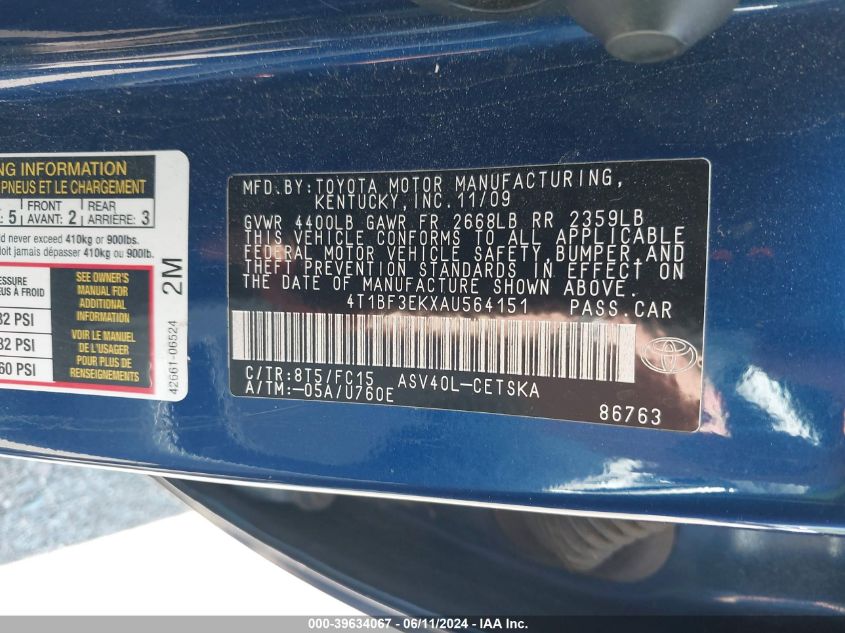 NG INFORMATION
PNEUS ET LE CHARGEMENT
5 FRONT AVANT: 2 REAR ARRIÈRE: 3
ld never exceed 410kg or 900lbs.
doit jamais dépasser 410kg ou 900lb.
ESSURE
EUS À FROID
32 PSI
32 PSI
60 PSI
SEE OWNER'S
MANUAL FOR
ADDITIONAL
INFORMATION
VOIR LE MANUEL
DE L'USAGER
POUR PLUS DE
RENSEIGNEMENTS
2M
42661-06524
MFD.BY:TOYOTA MOTOR MANUFACTURING,
KENTUCKY,INC.11/09
GVWR 4400LB GAWR FR 2668LB RR 2359LB
THIS VEHICLE CONFORMS TO ALL APPLICABLE
FEDERAL MOTOR VEHICLE SAFETY,BUMPER,AND
THEFT PREVENTION STANDARDS IN EFFECT ON
THE DATE OF MANUFACTURE SHOWN ABOVE.
4T1BF3EKXAU564151 PASS.CAR
C/TR:8T5/FC15 ASV40L-CETSKA
A/TM:-05A/U760E
86763
000-39634067 - 06/11/2024 - IAA, Inc.